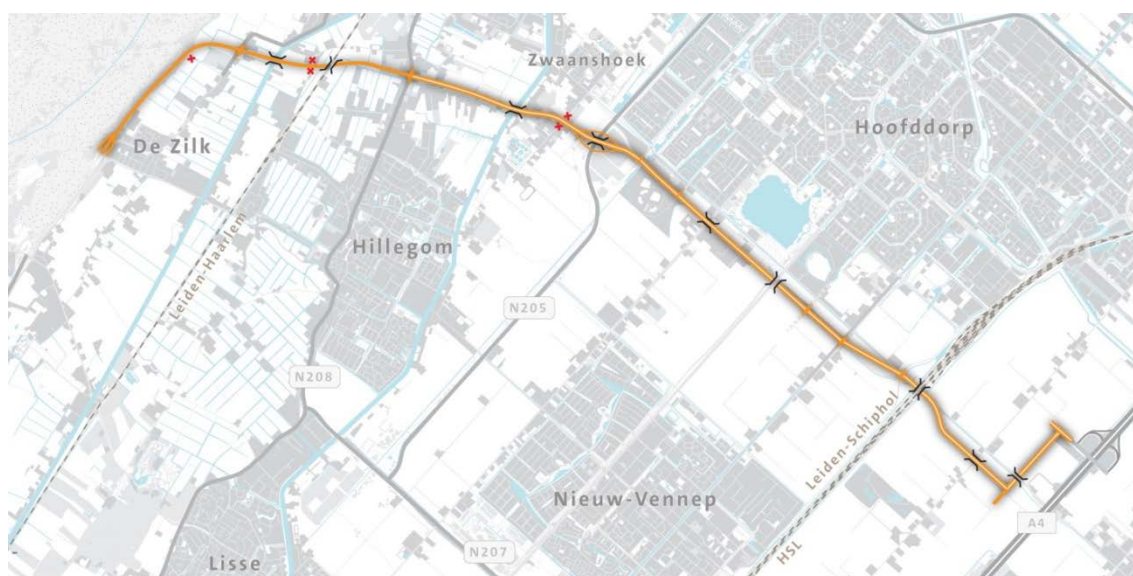 Zwaanshoek
Hoofddorp
De Zilk
Hillegom
Leiden-Haarlem
N205
N208
Leiden-Schiphol
Nieuw-Vennep
A4
HSL
N207
Lisse